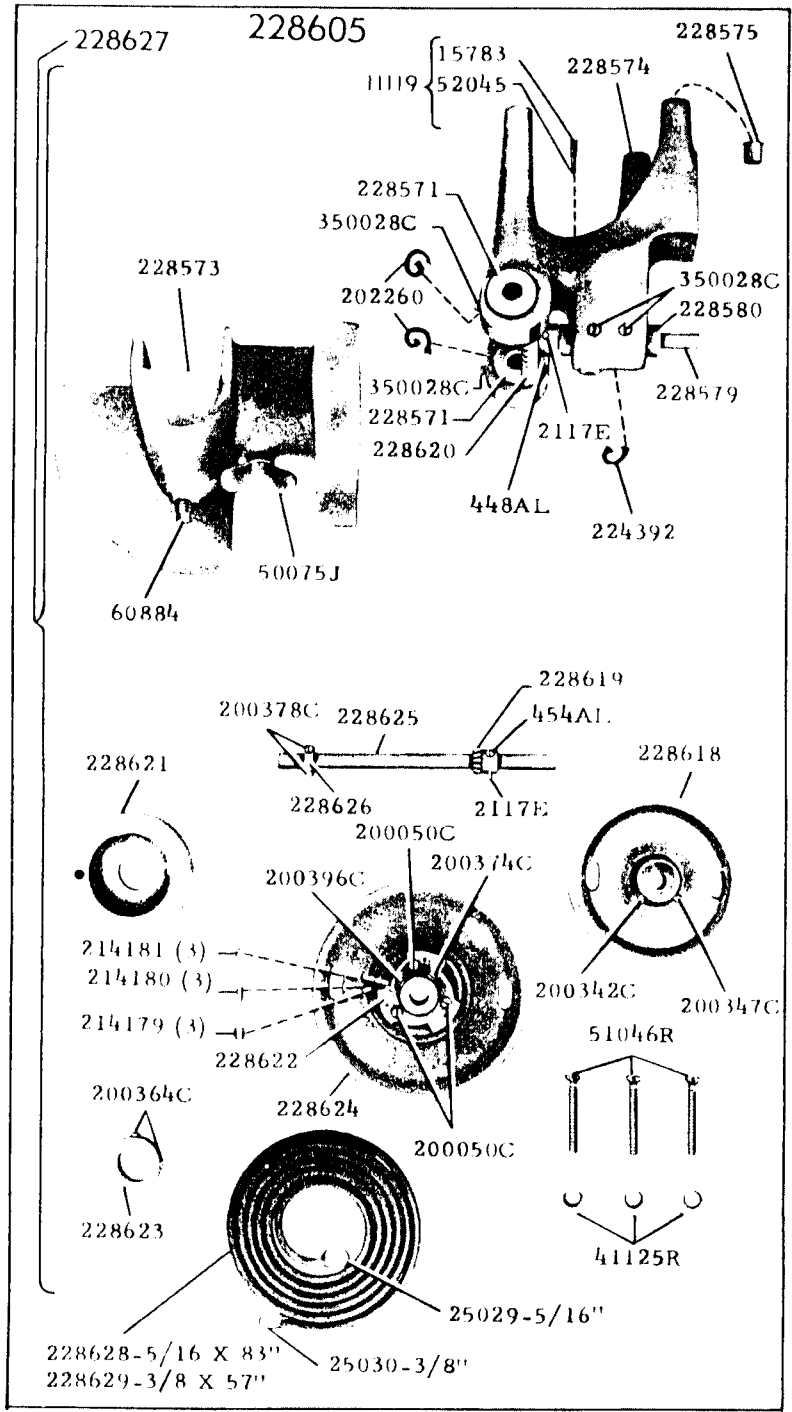 228627
228605
228575
15783
11119 52045
228574
228571
350028C
228573
202260
350028C
228580
350028C
228571
228620
228579
2117E
448AL
224392
50075J
60884
228619
200378C 228625
454AL
228621
228618
228626
2117E
200050C
200396C
200374C
214181 (3)
214180 (3)
214179 (3)
200342C
200347C
228622
51046R
228624
200364C
200050C
228623
41125R
25029-5/16"
228628-5/16 X 83"
25030-3/8"
228629-3/8 X 57"